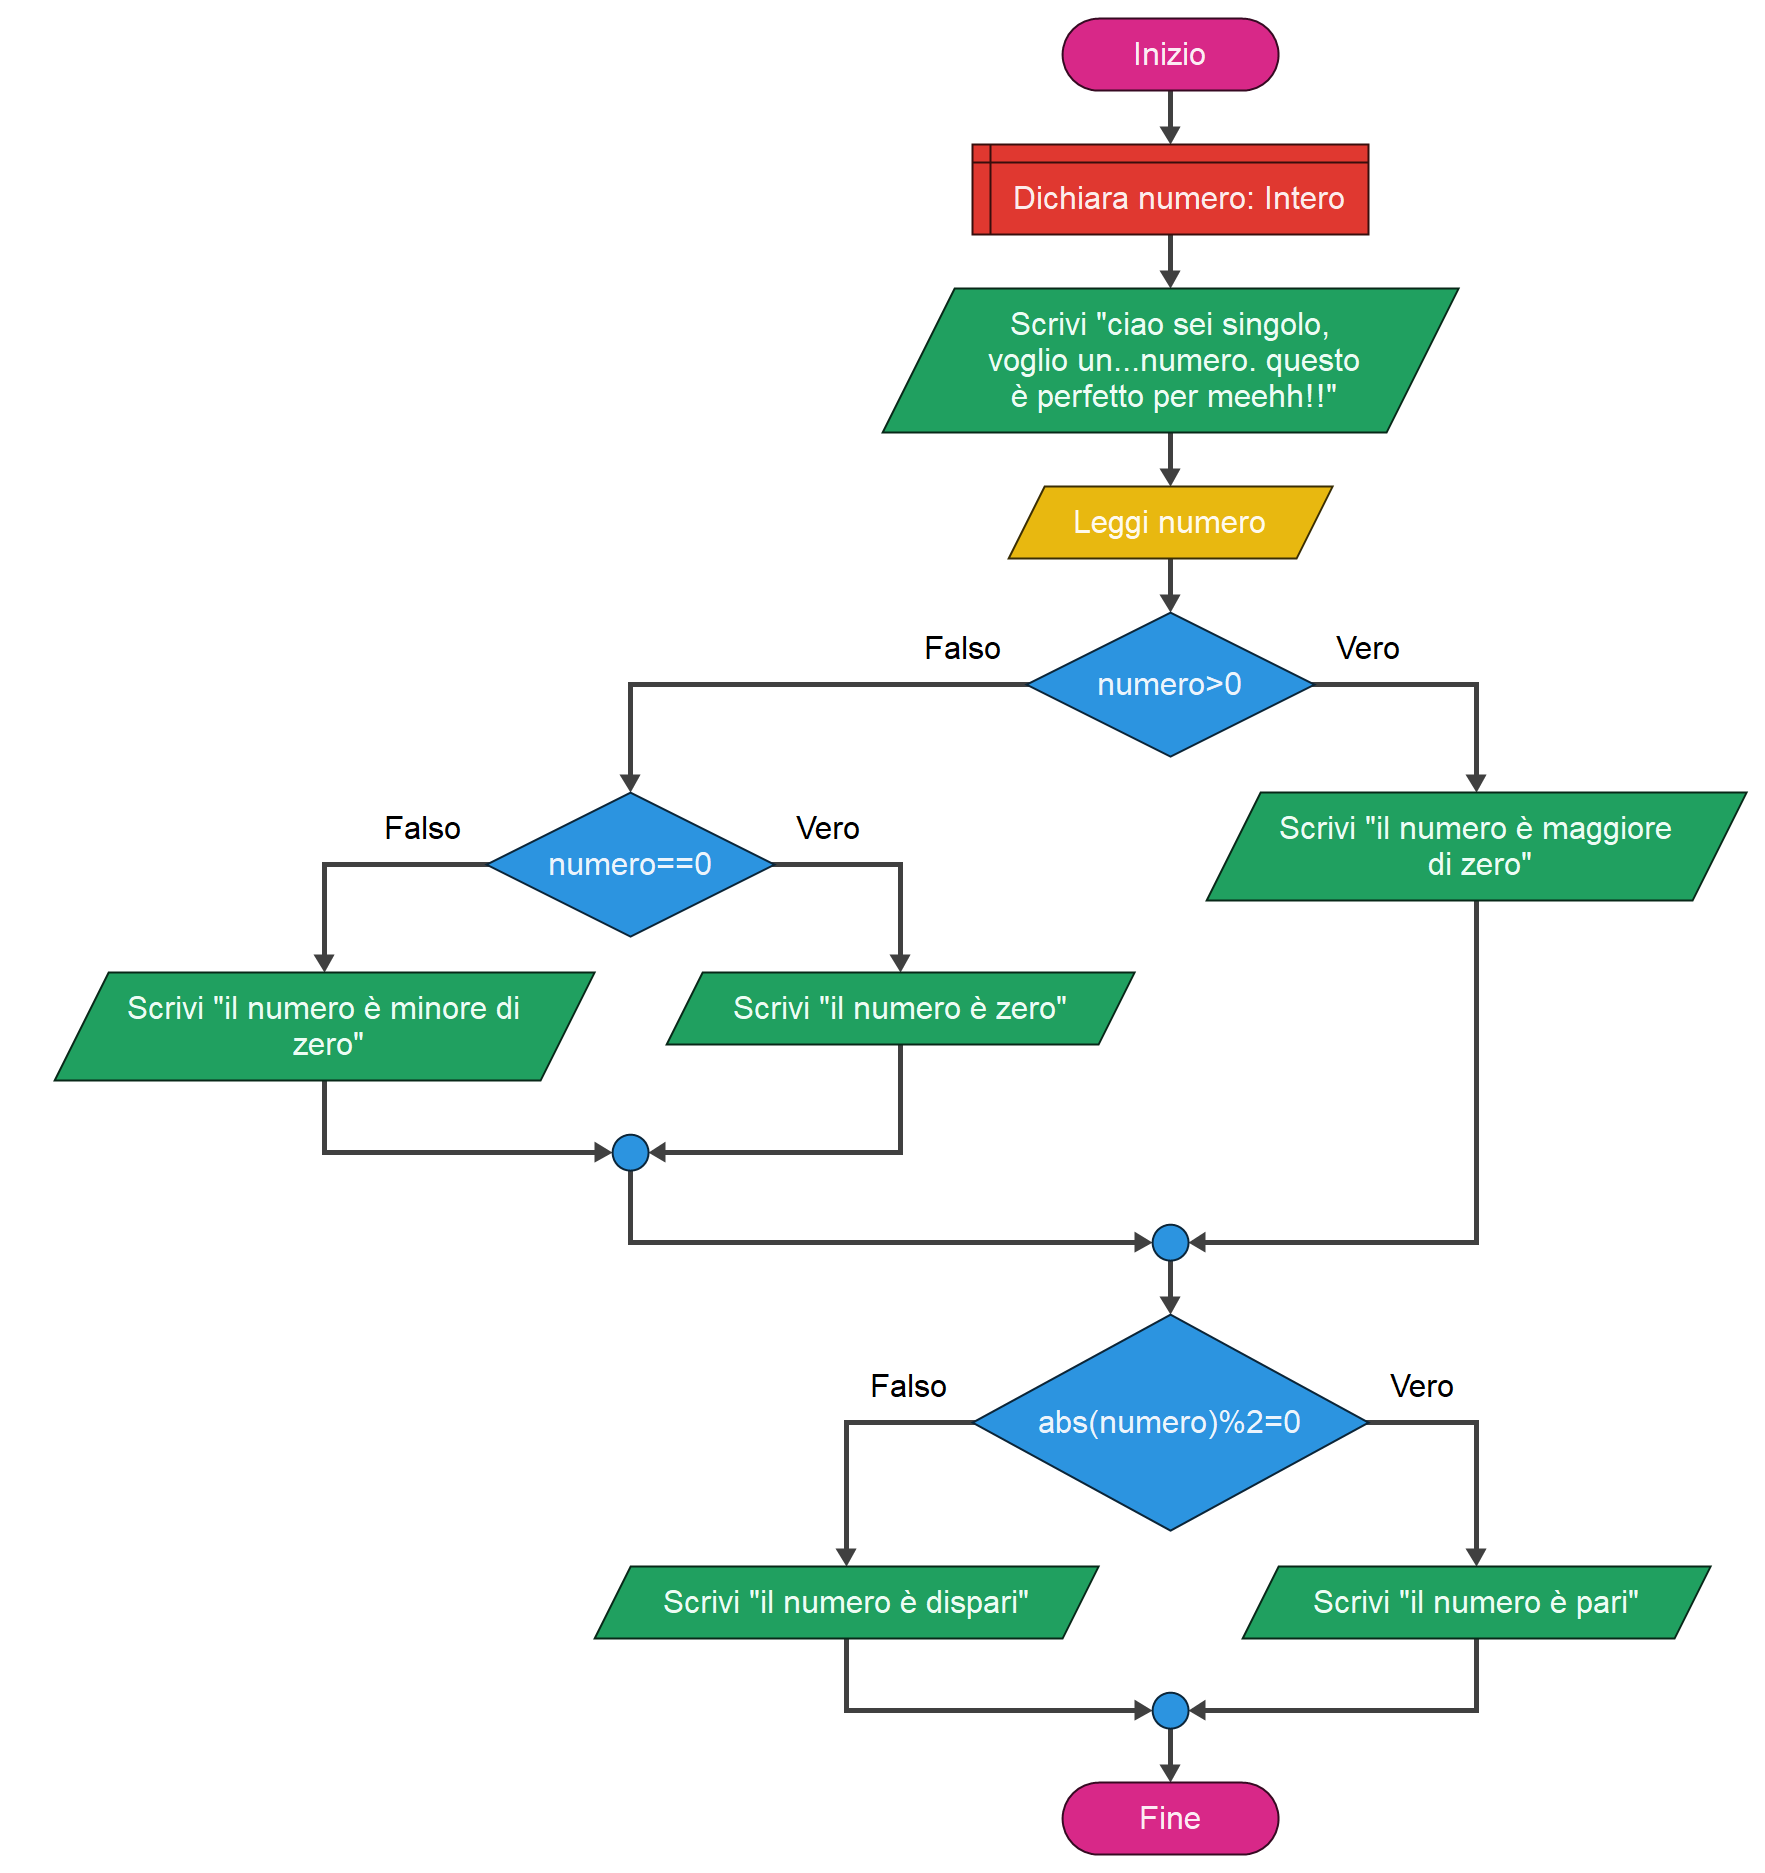 Inizio
Dichiara numero: Intero
Scrivi "ciao sei singolo,
voglio un...numero. questo
è perfetto per meehh!!"
Leggi numero
Falso
Vero
numero>0
Falso
Vero
numero==0
Scrivi "il numero è maggiore
di zero"
Scrivi "il numero è minore di
zero"
Scrivi "il numero è zero"
Falso
Vero
abs(numero)%2=0
Scrivi "il numero è dispari"
Scrivi "il numero è pari"
Fine